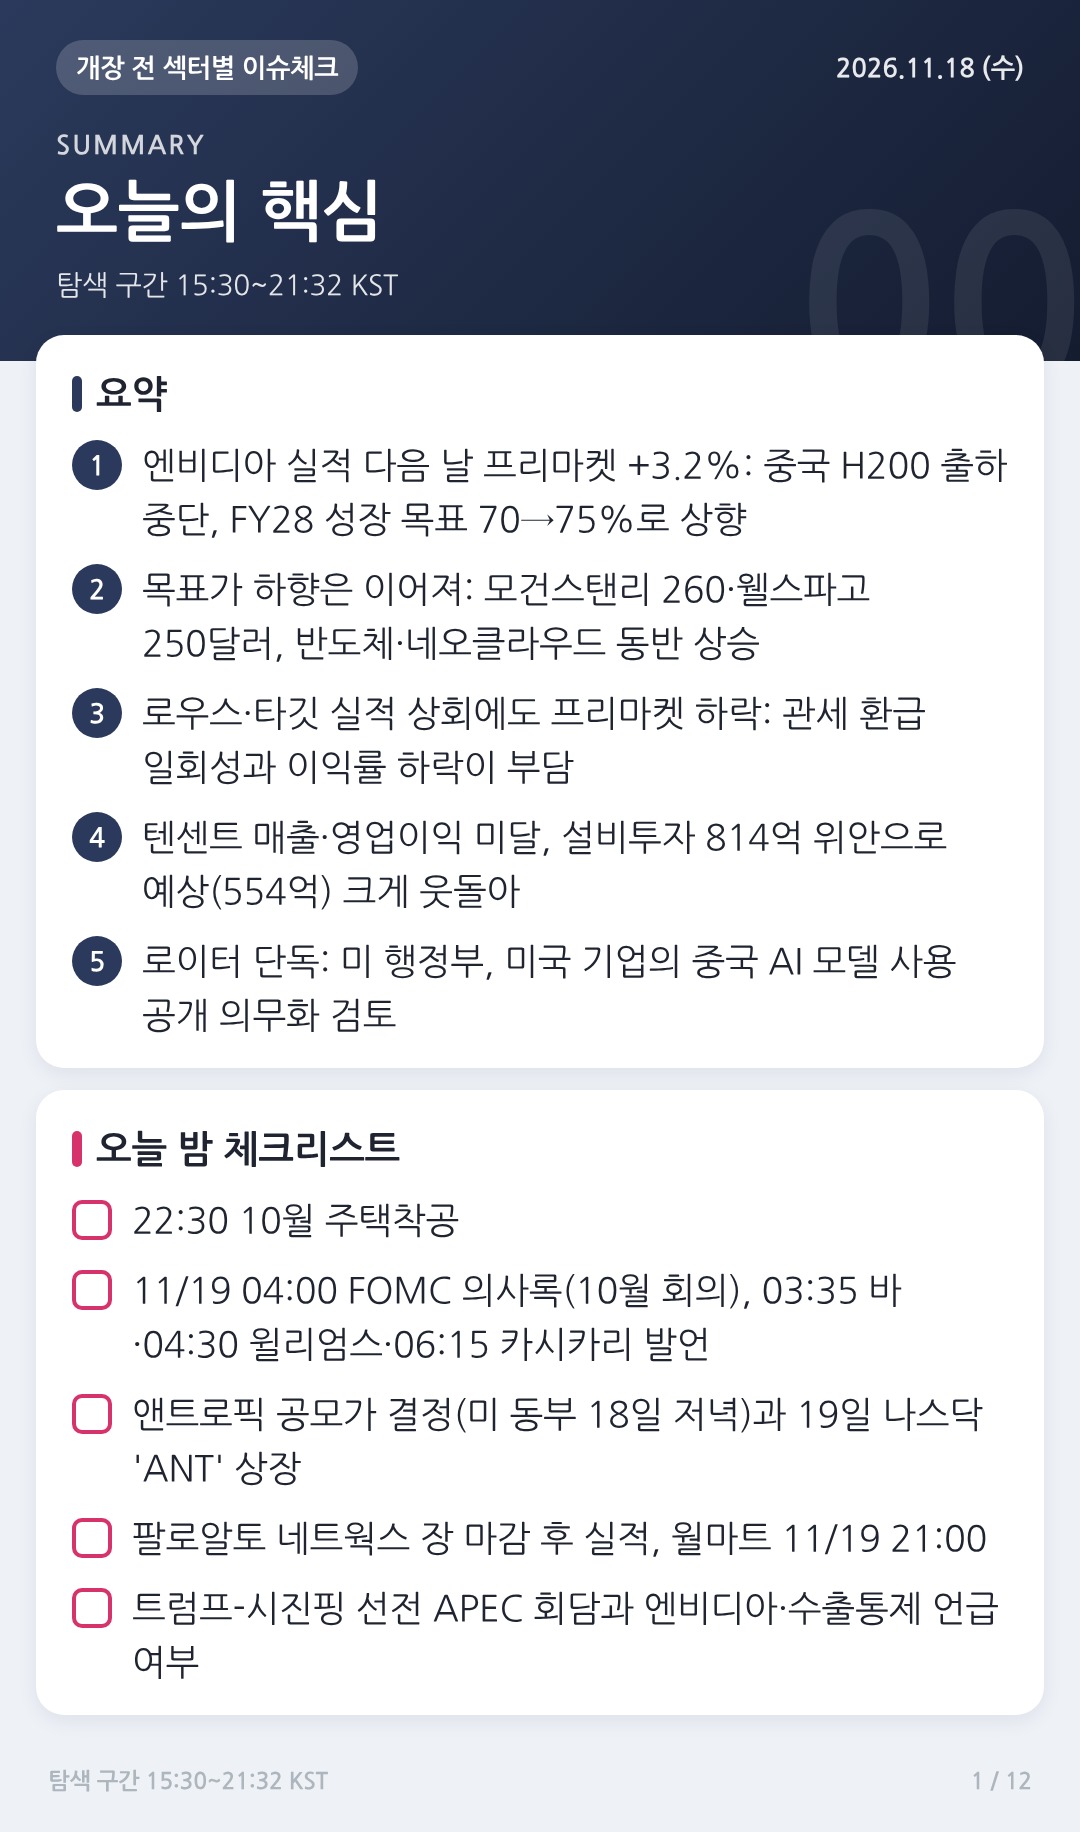 개장 전 섹터별 이슈체크
2026.11.18 (수)
SUMMARY
오늘의 핵심
탐색 구간 15:30~21:32 KST
00
요약
1 엔비디아 실적 다음 날 프리마켓 +3.2%: 중국 H200 출하
중단, FY28 성장 목표 70→75%로 상향
2 목표가 하향은 이어져: 모건스탠리 260·웰스파고
250달러, 반도체·네오클라우드 동반 상승
3 로우스·타깃 실적 상회에도 프리마켓 하락: 관세 환급
일회성과 이익률 하락이 부담
4 텐센트 매출·영업이익 미달, 설비투자 814억 위안으로
예상(554억) 크게 웃돌아
5 로이터 단독: 미 행정부, 미국 기업의 중국 AI 모델 사용
공개 의무화 검토
오늘 밤 체크리스트
22:30 10월 주택착공
11/19 04:00 FOMC 의사록(10월 회의), 03:35 바
·04:30 윌리엄스·06:15 카시카리 발언
앤트로픽 공모가 결정(미 동부 18일 저녁)과 19일 나스닥
'ANT' 상장
팔로알토 네트웍스 장 마감 후 실적, 월마트 11/19 21:00
트럼프-시진핑 선전 APEC 회담과 엔비디아·수출통제 언급
여부
탐색 구간 15:30~21:32 KST
1 / 12